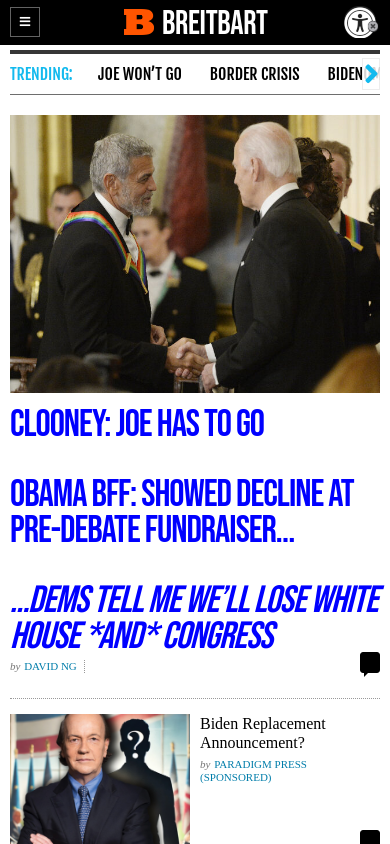 BREITBART
TRENDING: JOE WON'T GO BORDER CRISIS BIDEN
CLOONEY: JOE HAS TO GO
OBAMA BFF: SHOWED DECLINE AT
PRE-DEBATE FUNDRAISER...
...DEMS TELL ME WE'LL LOSE WHITE
HOUSE *AND* CONGRESS
by DAVID NG
Biden Replacement
Announcement?
by PARADIGM PRESS
(SPONSORED)
?